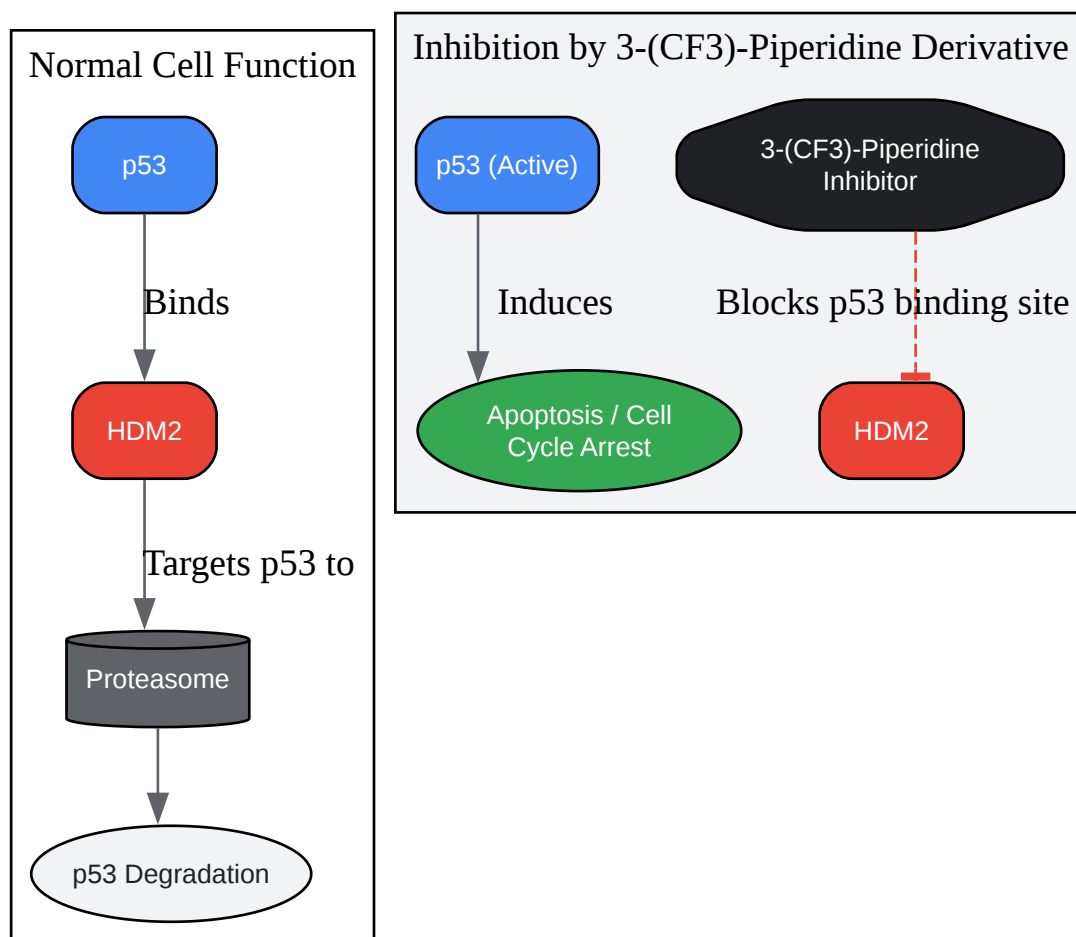 Normal Cell Function
p53
Binds
HDM2
Targets p53 to
Proteasome
p53 Degradation
Inhibition by 3-(CF3)-Piperidine Derivative
p53 (Active)
Induces
Apoptosis / Cell
Cycle Arrest
3-(CF3)-Piperidine
Inhibitor
Blocks p53 binding site
HDM2